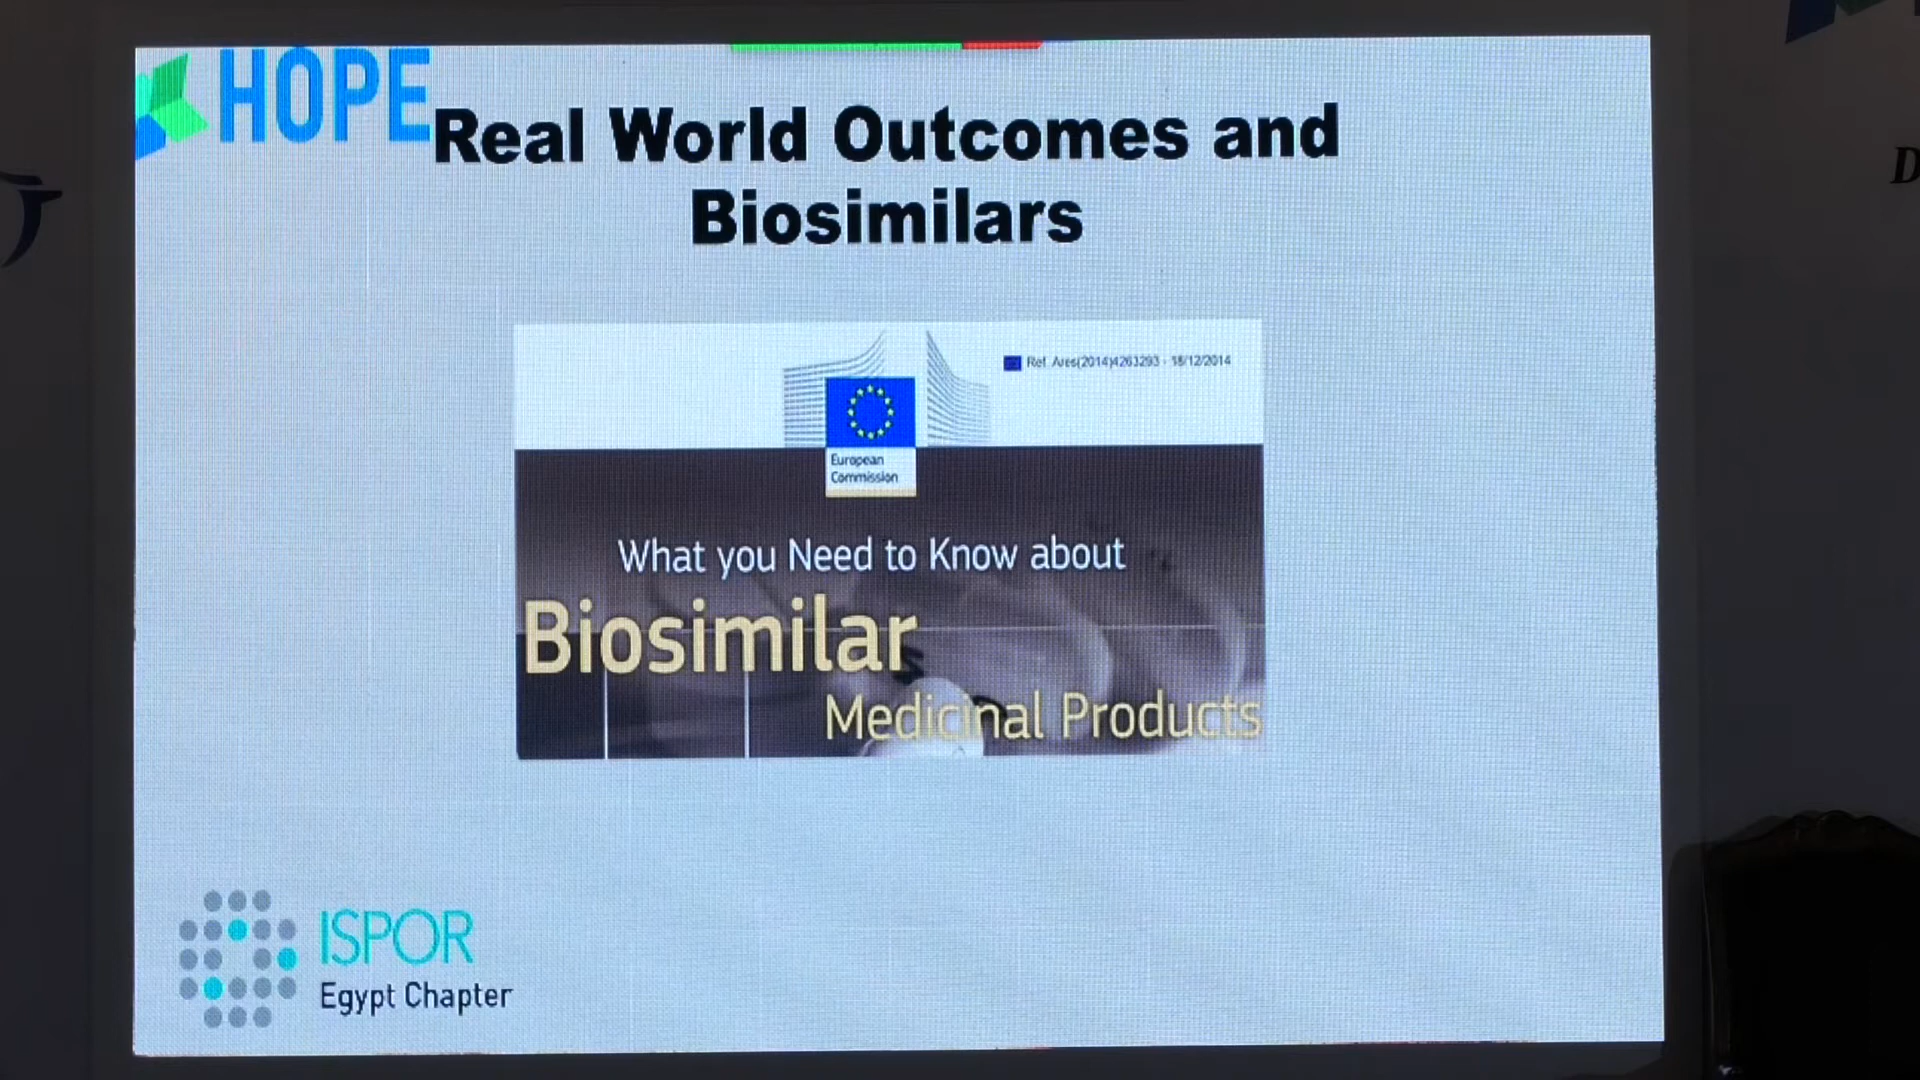 HOPE
Real World Outcomes and
Biosimilars
Ref. Ares(2014)4263293 - 18/12/2014
European
Commission
What you Need to Know about
Biosimilar
Medicinal Products
ISPOR
Egypt Chapter
D